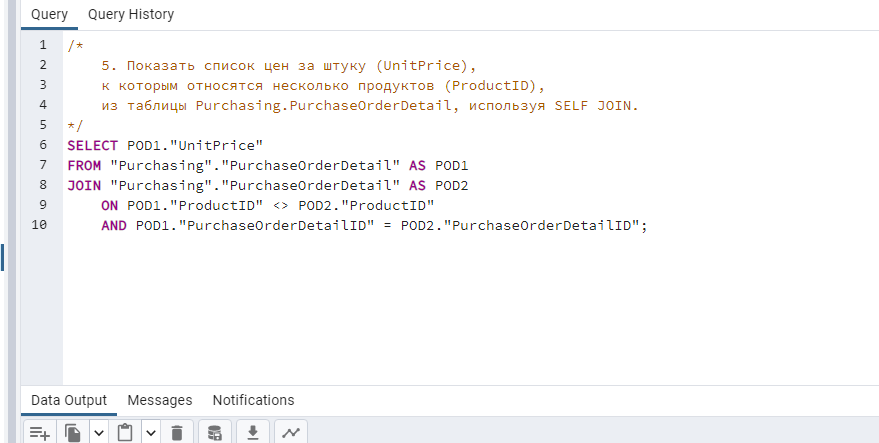 Query Query History
1 /*
2 5. Показать список цен за штуку (UnitPrice),
3 к которым относятся несколько продуктов (ProductID),
4 из таблицы Purchasing.PurchaseOrderDetail, используя SELF JOIN.
5 */
6 SELECT POD1."UnitPrice"
7 FROM "Purchasing"."PurchaseOrderDetail" AS POD1
8 JOIN "Purchasing"."PurchaseOrderDetail" AS POD2
9 ON POD1."ProductID" <> POD2."ProductID"
10 AND POD1."PurchaseOrderDetailID" = POD2."PurchaseOrderDetailID";
Data Output Messages Notifications